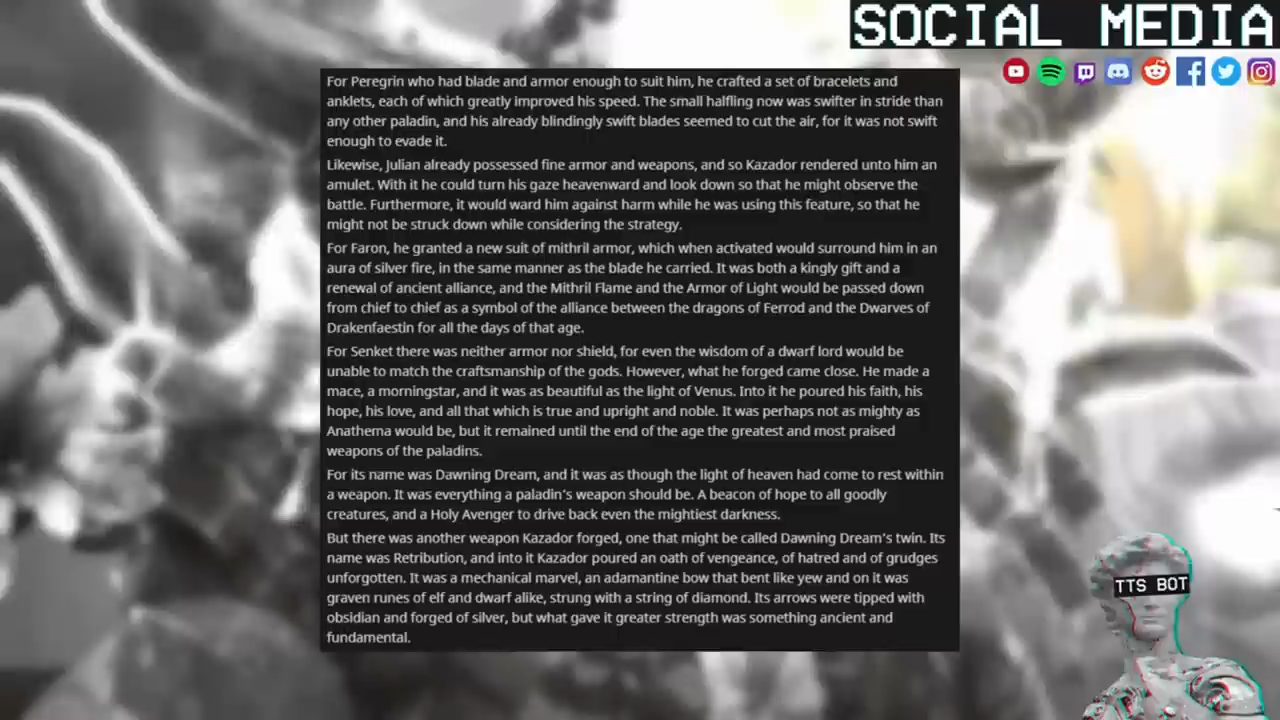 SOCIAL MEDIA
For Peregrin who had blade and armor enough to suit him, he crafted a set of bracelets and
anklets, each of which greatly improved his speed. The small halfling now was swifter in stride than
any other paladin, and his already blindingly swift blades seemed to cut the air, for it was not swift
enough to evade it.
Likewise, Julian already possessed fine armor and weapons, and so Kazador rendered unto him an
amulet. With it he could turn his gaze heavenward and look down so that he might observe the
battle. Furthermore, it would ward him against harm while he was using this feature, so that he
might not be struck down while considering the strategy.
For Faron, he granted a new suit of mithril armor, which when activated would surround him in an
aura of silver fire, in the same manner as the blade he carried. It was both a kingly gift and a
renewal of ancient alliance, and the Mithril Flame and the Armor of Light would be passed down
from chief to chief as a symbol of the alliance between the dragons of Ferrod and the Dwarves of
Drakenfaestin for all the days of that age.
For Senket there was neither armor nor shield, for even the wisdom of a dwarf lord would be
unable to match the craftsmanship of the gods. However, what he forged came close. He made a
mace, a morningstar, and it was as beautiful as the light of Venus. Into it he poured his faith, his
hope, his love, and all that which is true and upright and noble. It was perhaps not as mighty as
Anathema would be, but it remained until the end of the age the greatest and most praised
weapons of the paladins.
For its name was Dawning Dream, and it was as though the light of heaven had come to rest within
a weapon. It was everything a paladin's weapon should be. A beacon of hope to all goodly
creatures, and a Holy Avenger to drive back even the mightiest darkness.
But there was another weapon Kazador forged, one that might be called Dawning Dream's twin. Its
name was Retribution, and into it Kazador poured an oath of vengeance, of hatred and of grudges
unforgotten. It was a mechanical marvel, an adamantine bow that bent like yew and on it was
graven runes of elf and dwarf alike, strung with a string of diamond. Its arrows were tipped with
obsidian and forged of silver, but what gave it greater strength was something ancient and
fundamental.
TTS BOT